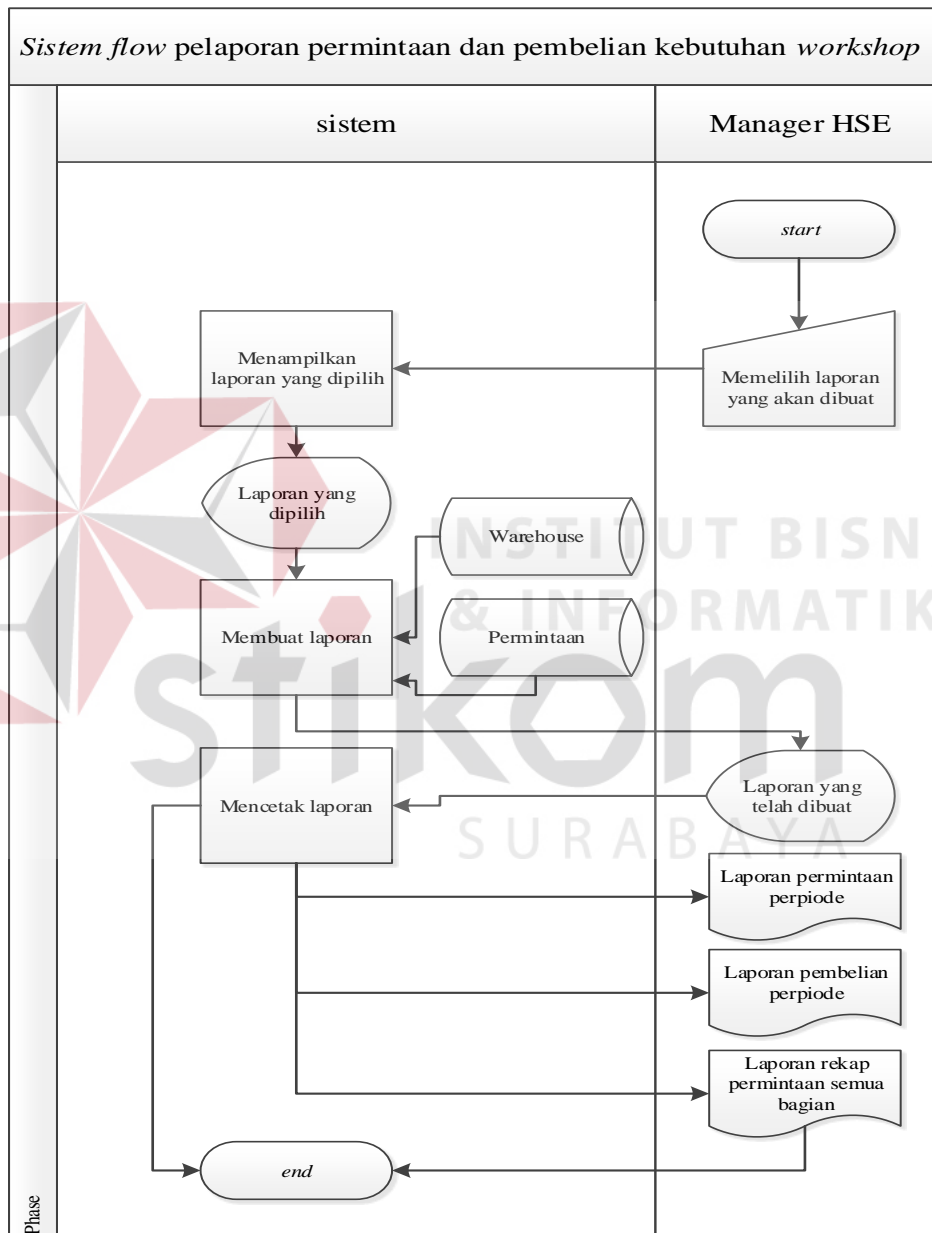 Sistem flow pelaporan permintaan dan pembelian kebutuhan workshop
sistem
Manager HSE
start
Menampilkan
laporan yang dipilih
Memelilih laporan
yang akan dibuat
Laporan yang
dipilih
Warehouse
INSTITUT BISN
& INFORMATIK
Membuat laporan
Permintaan
stikom
Mencetak laporan
Laporan yang
telah dibuat
SURABAYA
Laporan permintaan
perpiode
Laporan pembelian
perpiode
Laporan rekap
permintaan semua
bagian
end
Phase